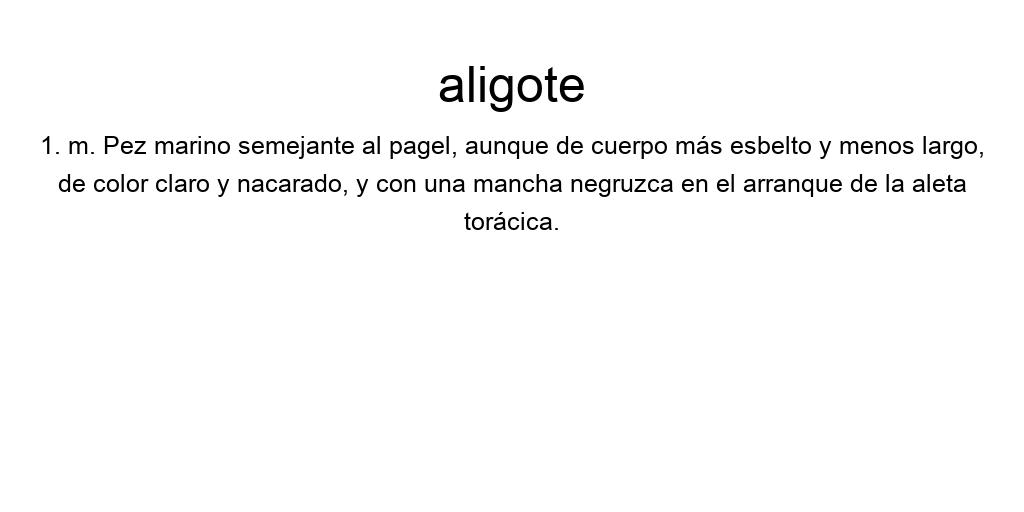 aligote
1. m. Pez marino semejante al pagel, aunque de cuerpo más esbelto y menos largo,
de color claro y nacarado, y con una mancha negruzca en el arranque de la aleta
torácica.